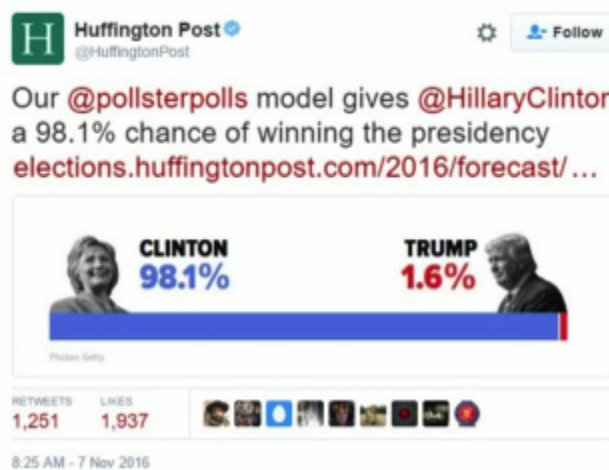 H
Huffington Post
Follow
@HuffingtonPost
Our @pollsterpolls model gives @HillaryClinton
a 98.1% chance of winning the presidency
elections.huffingtonpost.com/2016/forecast/ ...
CLINTON
98.1%
TRUMP
1.6%
Photos Getty
RETWEETS
1,251
LIKES
1,937
8:25 AM - 7 Nov 2016